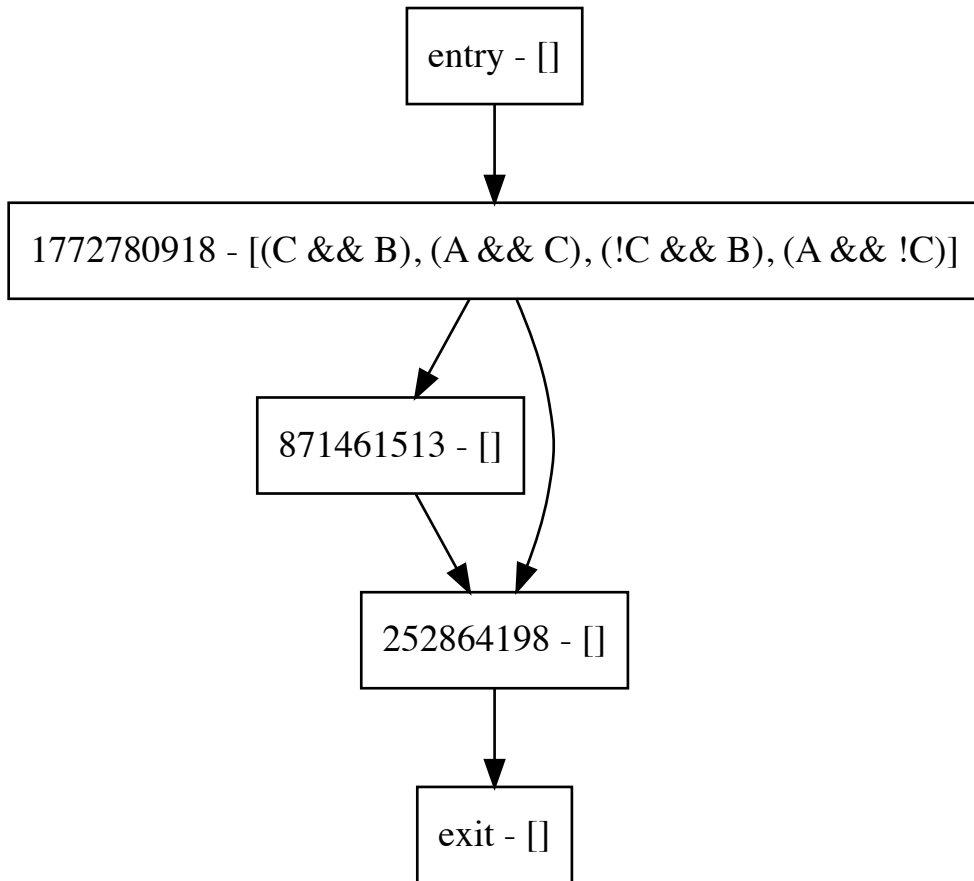 entry - []
1772780918 - [(C && B), (A && C), (!C && B), (A && !C)]
871461513 - []
252864198 - []
exit - []